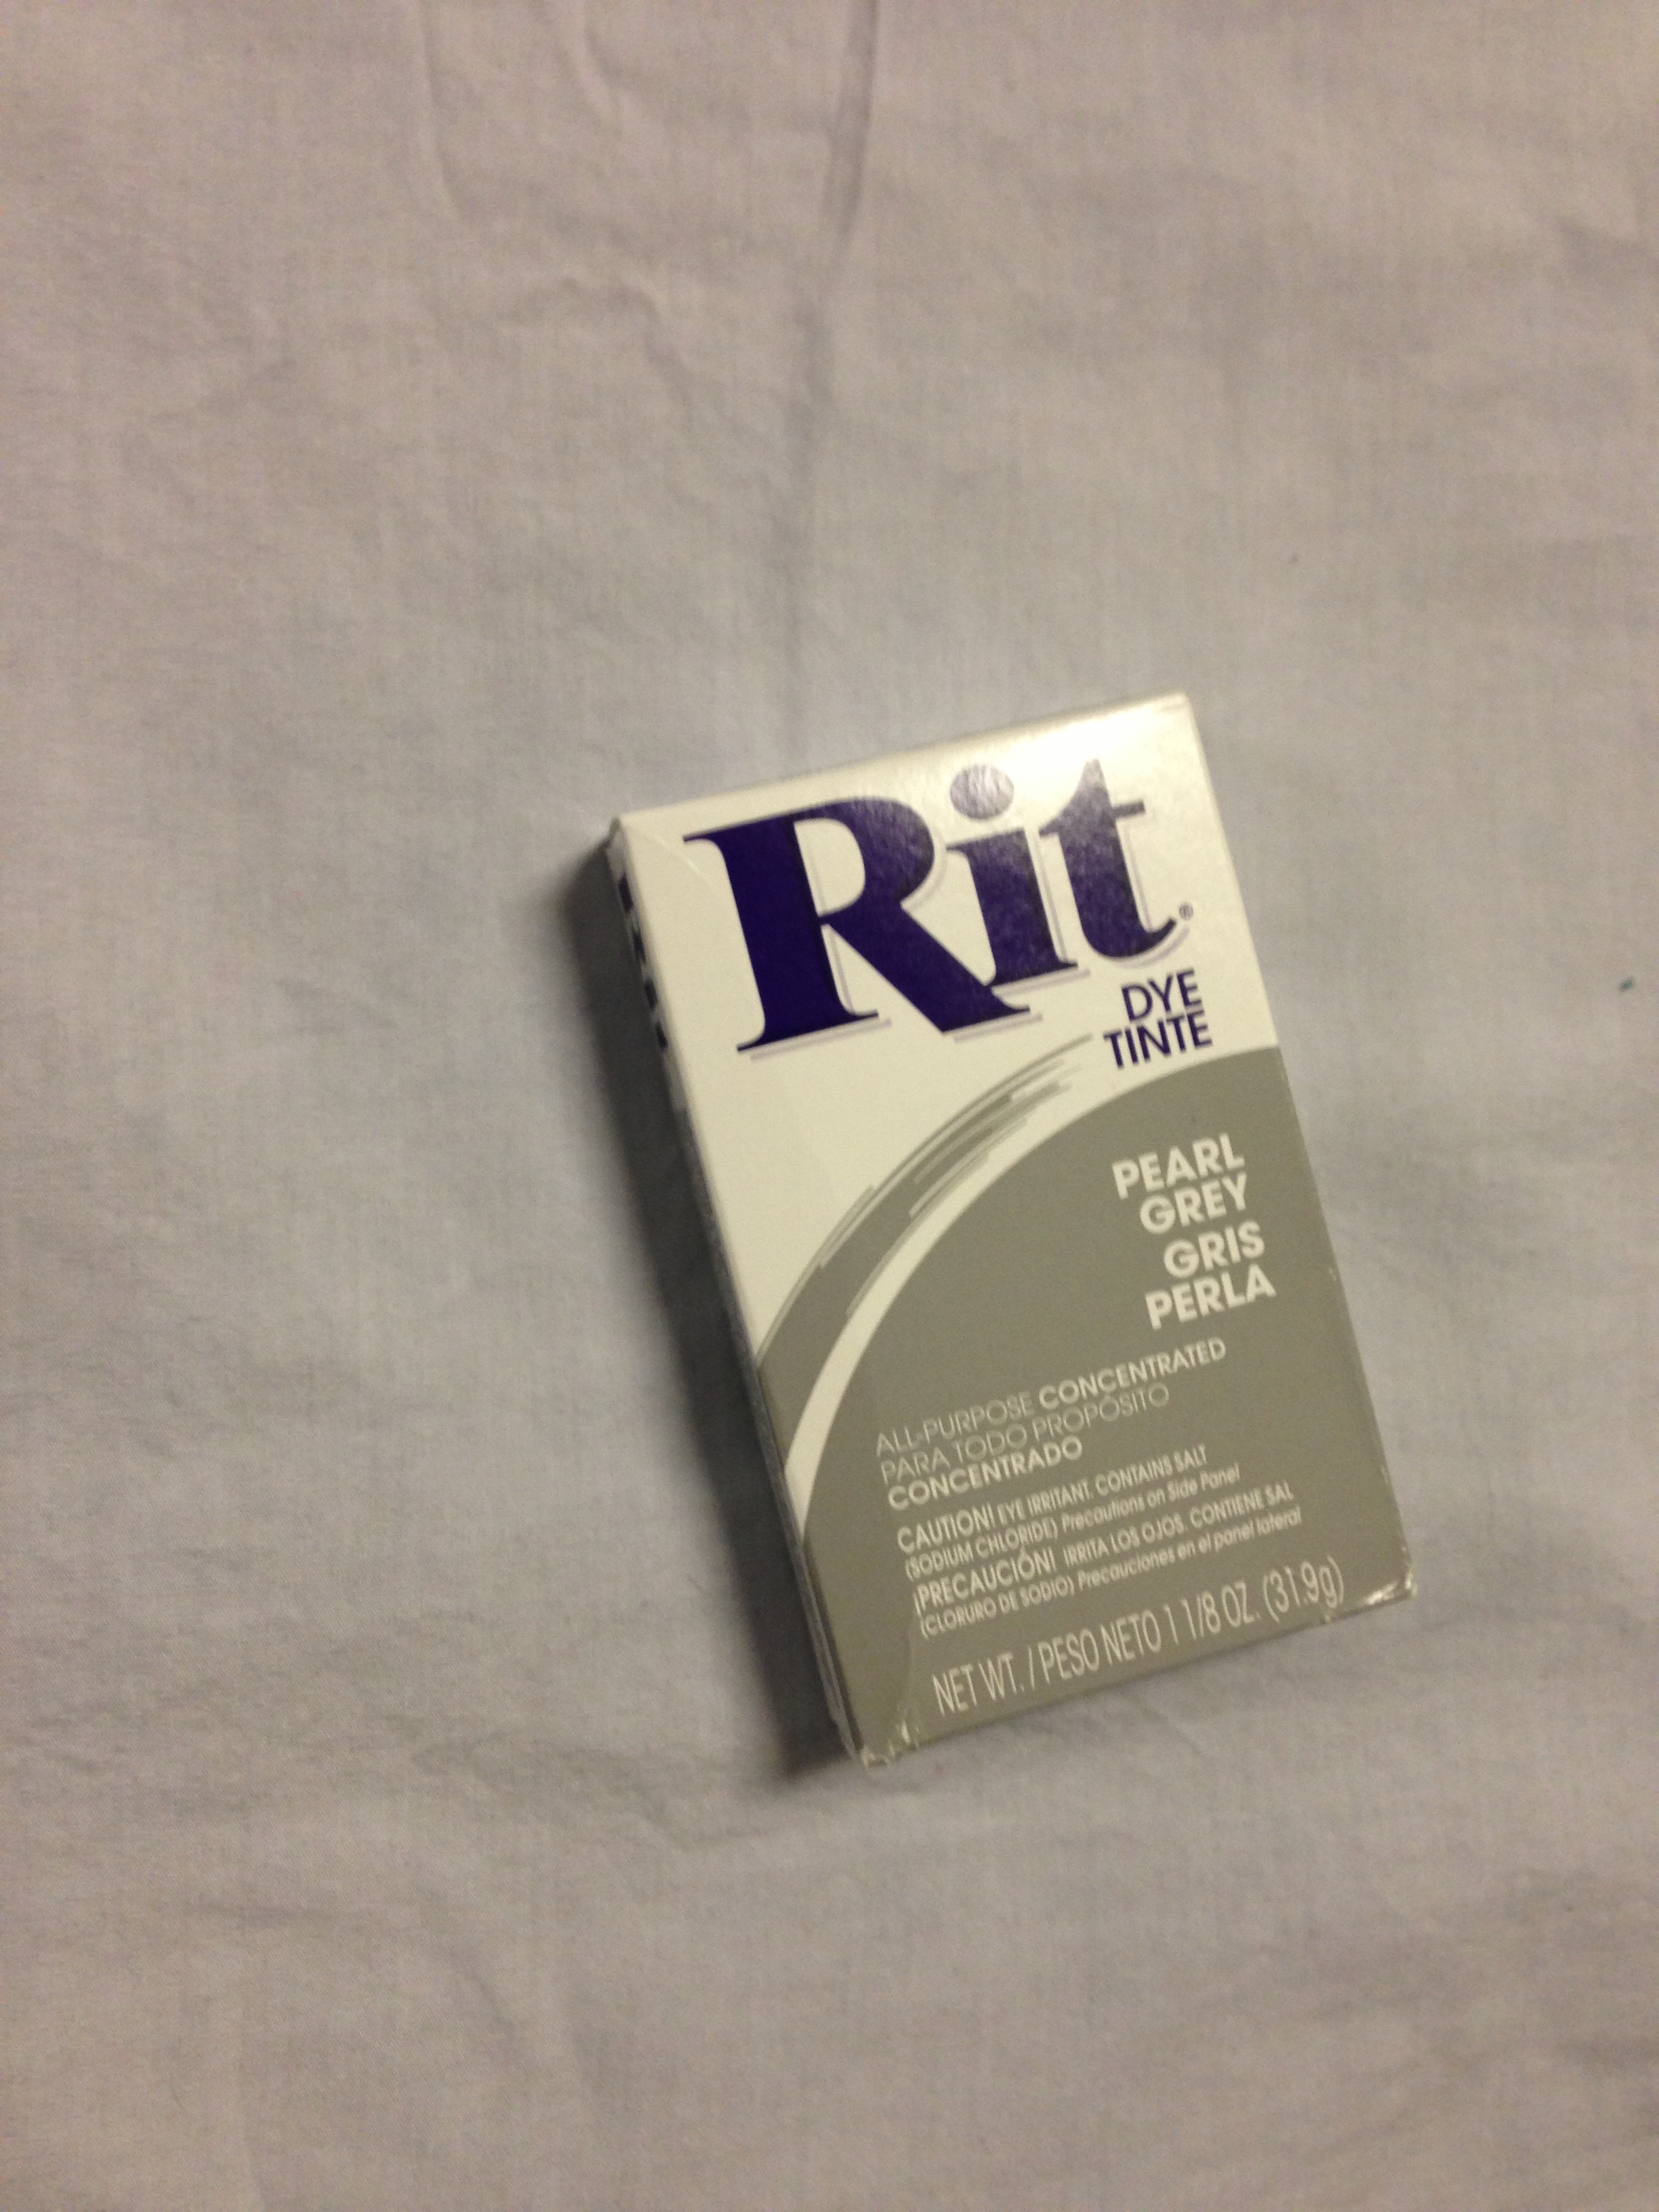 Rit®
DYE
TINTE
PEARL
GREY
GRIS
PERLA
ALL-PURPOSE CONCENTRATED
PARA TODO PROPÓSITO
CONCENTRADO
CAUTION! EYE IRRITANT. CONTAINS SALT
(SODIUM CHLORIDE) Precautions on Side Panel
¡PRECAUCIÓN! IRRITA LOS OJOS. CONTIENE SAL
(CLORURO DE SODIO) Precauciones en el panel lateral
NET WT. / PESO NETO 1 1/8 OZ. (31.9g)